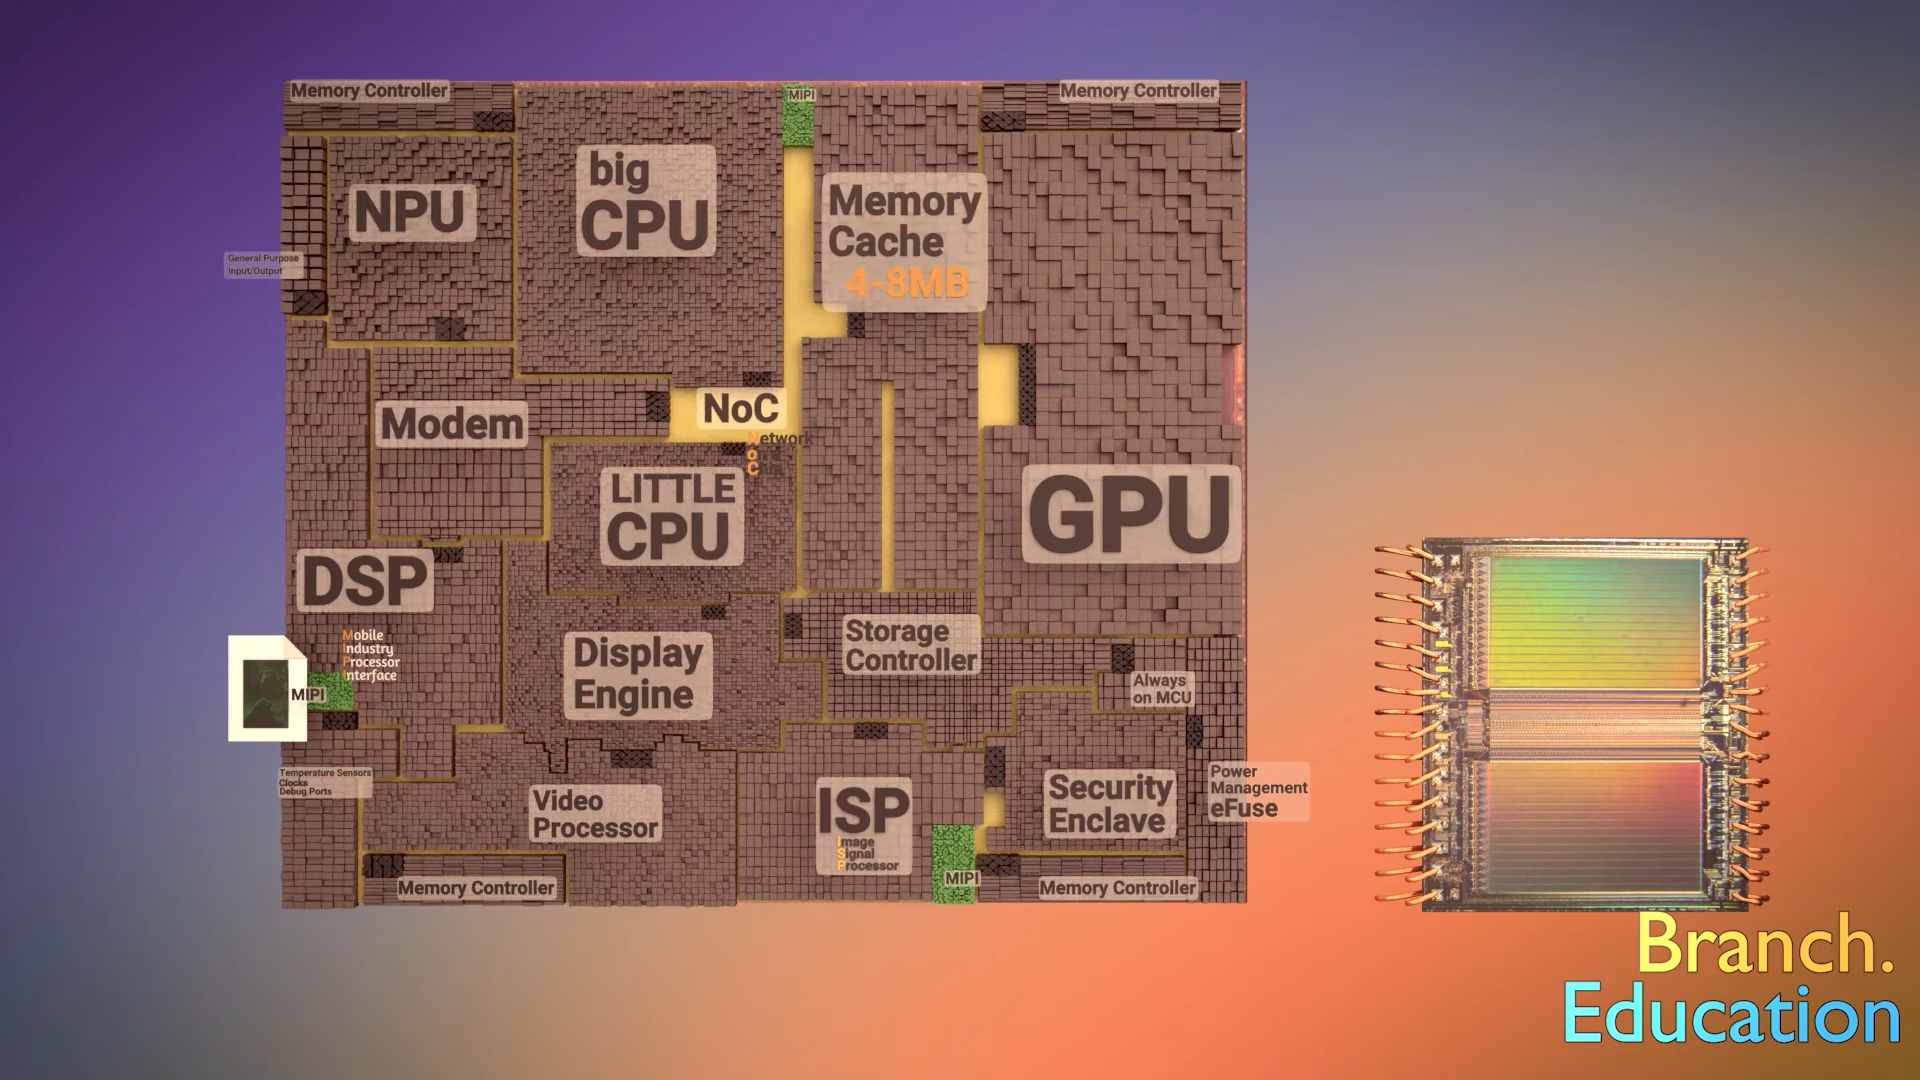 Memory Controller
MIPI
Memory Controller
NPU
big
CPU
Memory
Cache
4-8MB
General Purpose
Input/Output
Modem
NoC
Network
o
C
LITTLE
CPU
GPU
DSP
Mobile
Industry
Processor
Interface
MIPI
Display
Engine
Storage
Controller
Always
on MCU
Temperature Sensors
Clocks
Debug Ports
Video
Processor
ISP
Image
Signal
Processor
Security
Enclave
Power
Management
eFuse
Memory Controller
MIPI
Memory Controller
Branch.
Education